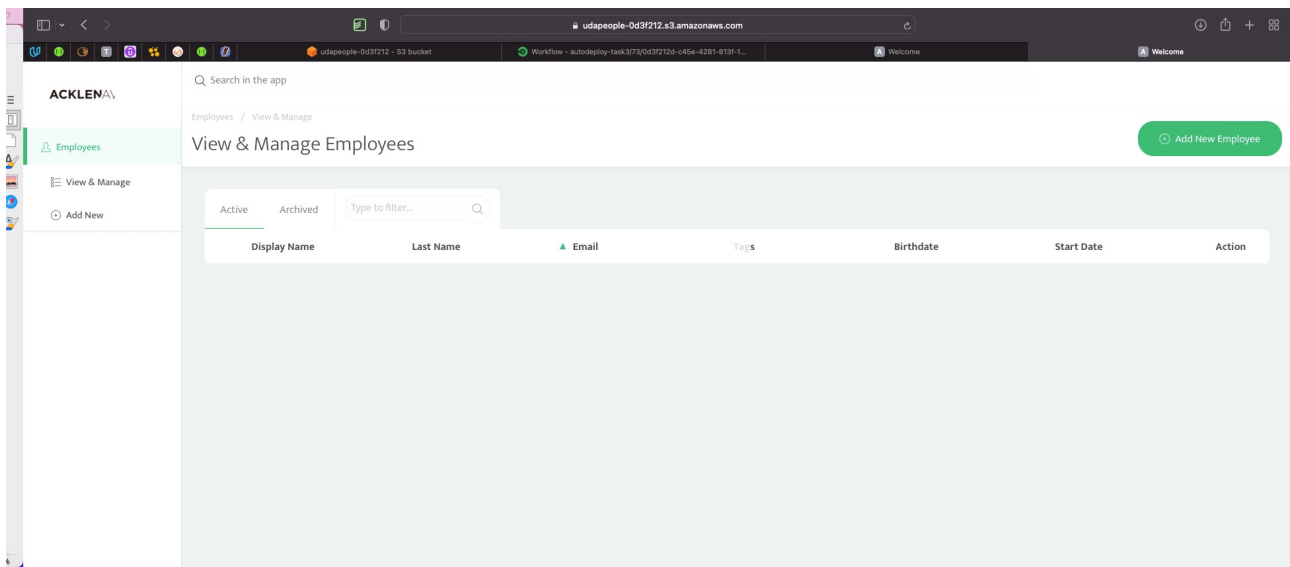 udapeople-0d3f212.s3.amazonaws.com
udapeople-0d3f212 - S3 bucket
Workflow - autodeploy-task3/73/0d3f212d-c45e-4281-813f-1...
Welcome
Welcome
ACKLENAV
Search in the app
Employees / View & Manage
View & Manage Employees
Add New Employee
Employees
View & Manage
Add New
Active Archived Type to filter...
Display Name Last Name Email Tags Birthdate Start Date Action